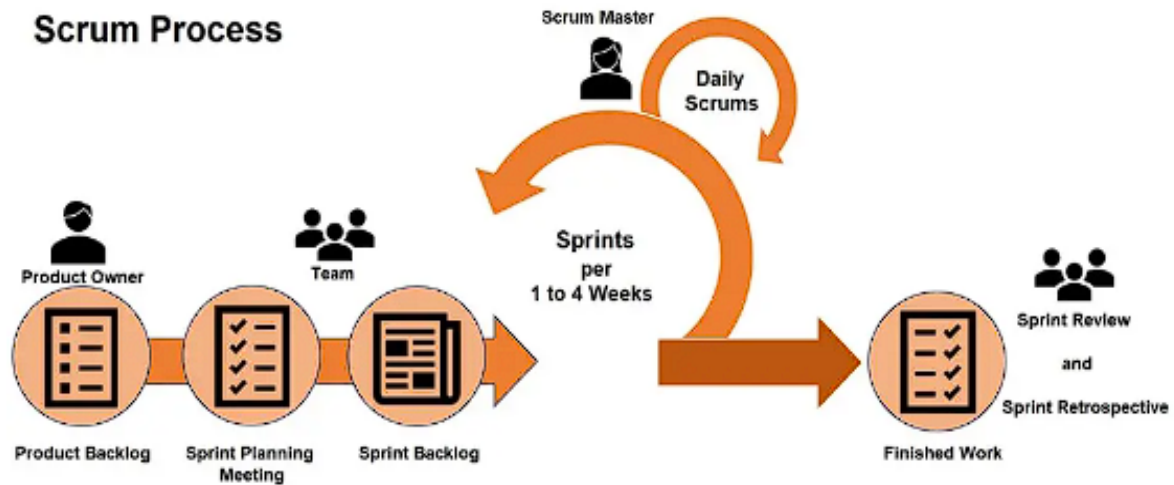 Scrum Process
Scrum Master
Daily
Scrums
Product Owner
Team
Sprints
per
1 to 4 Weeks
Product Backlog
Sprint Planning
Meeting
Sprint Backlog
Sprint Review
and
Sprint Retrospective
Finished Work